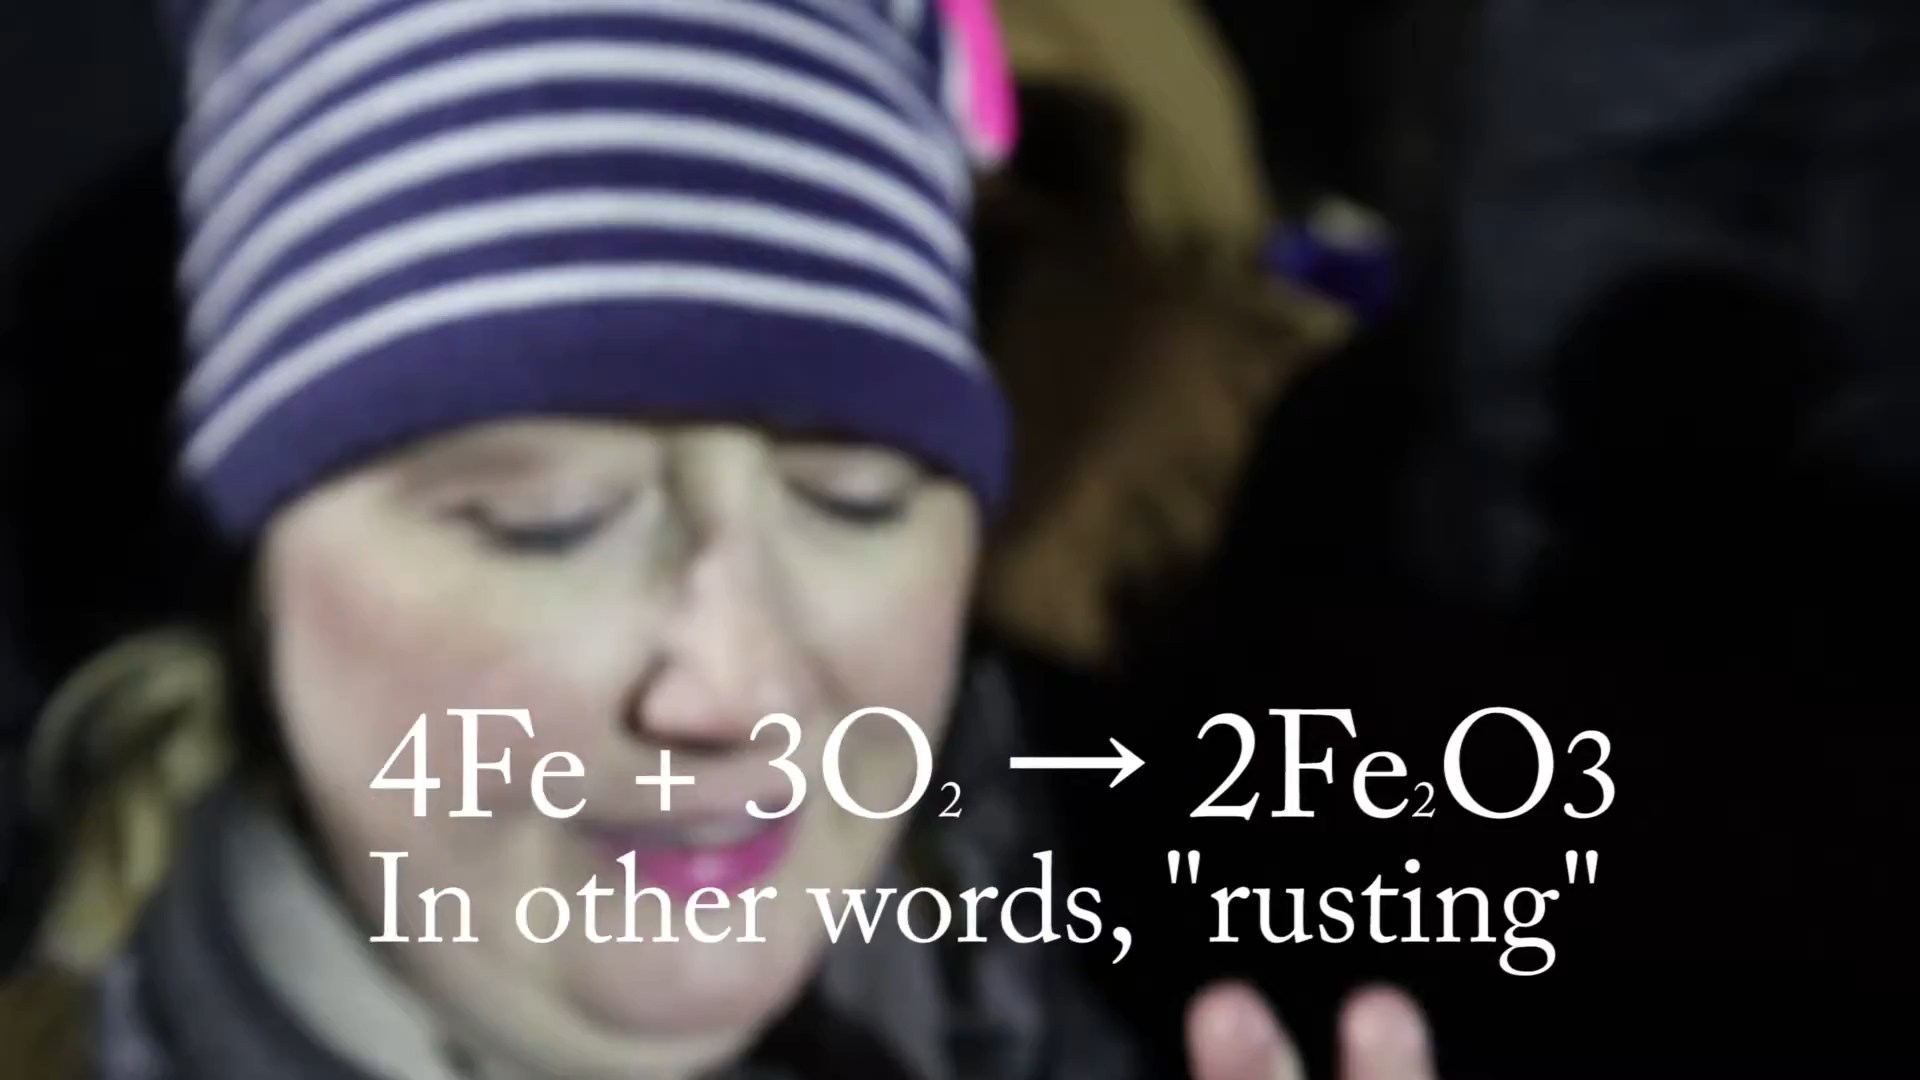 4Fe + 3O₂ → 2Fe₂O3
In other words, "rusting"